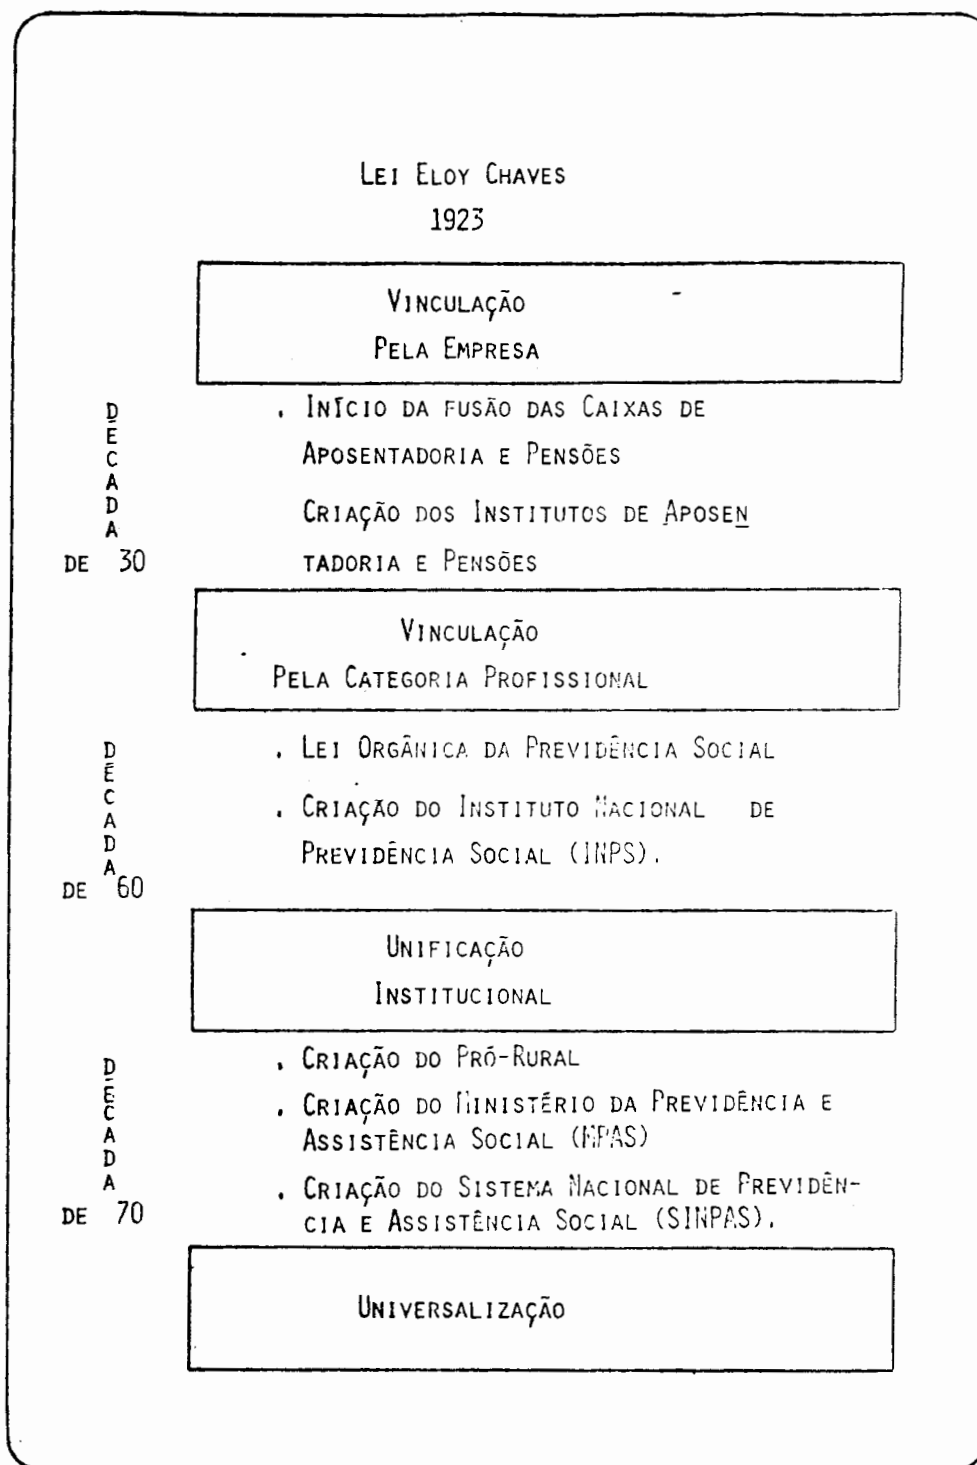 LEI ELOY CHAVES
1923
VINCULAÇÃO
PELA EMPRESA
DÉCADA
DE 30
. INÍCIO DA FUSÃO DAS CAIXAS DE
APOSENTADORIA E PENSÕES
CRIAÇÃO DOS INSTITUTOS DE APOSEN
TADORIA E PENSÕES
VINCULAÇÃO
PELA CATEGORIA PROFISSIONAL
DÉCADA
DE 60
. LEI ORGÂNICA DA PREVIDÊNCIA SOCIAL
. CRIAÇÃO DO INSTITUTO NACIONAL DE
PREVIDÊNCIA SOCIAL (INPS).
UNIFICAÇÃO
INSTITUCIONAL
DÉCADA
DE 70
. CRIAÇÃO DO PRÓ-RURAL
. CRIAÇÃO DO MINISTÉRIO DA PREVIDÊNCIA E
ASSISTÊNCIA SOCIAL (MPAS)
. CRIAÇÃO DO SISTEMA NACIONAL DE PREVIDÊN-
CIA E ASSISTÊNCIA SOCIAL (SINPAS).
UNIVERSALIZAÇÃO